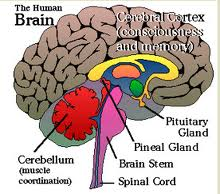 The Human
Brain
Cerebral Cortex
(consciousness
and memory)
Pituitary
Gland
Pineal Gland
Brain Stem
Spinal Cord
Cerebellum
(muscle
coordination)